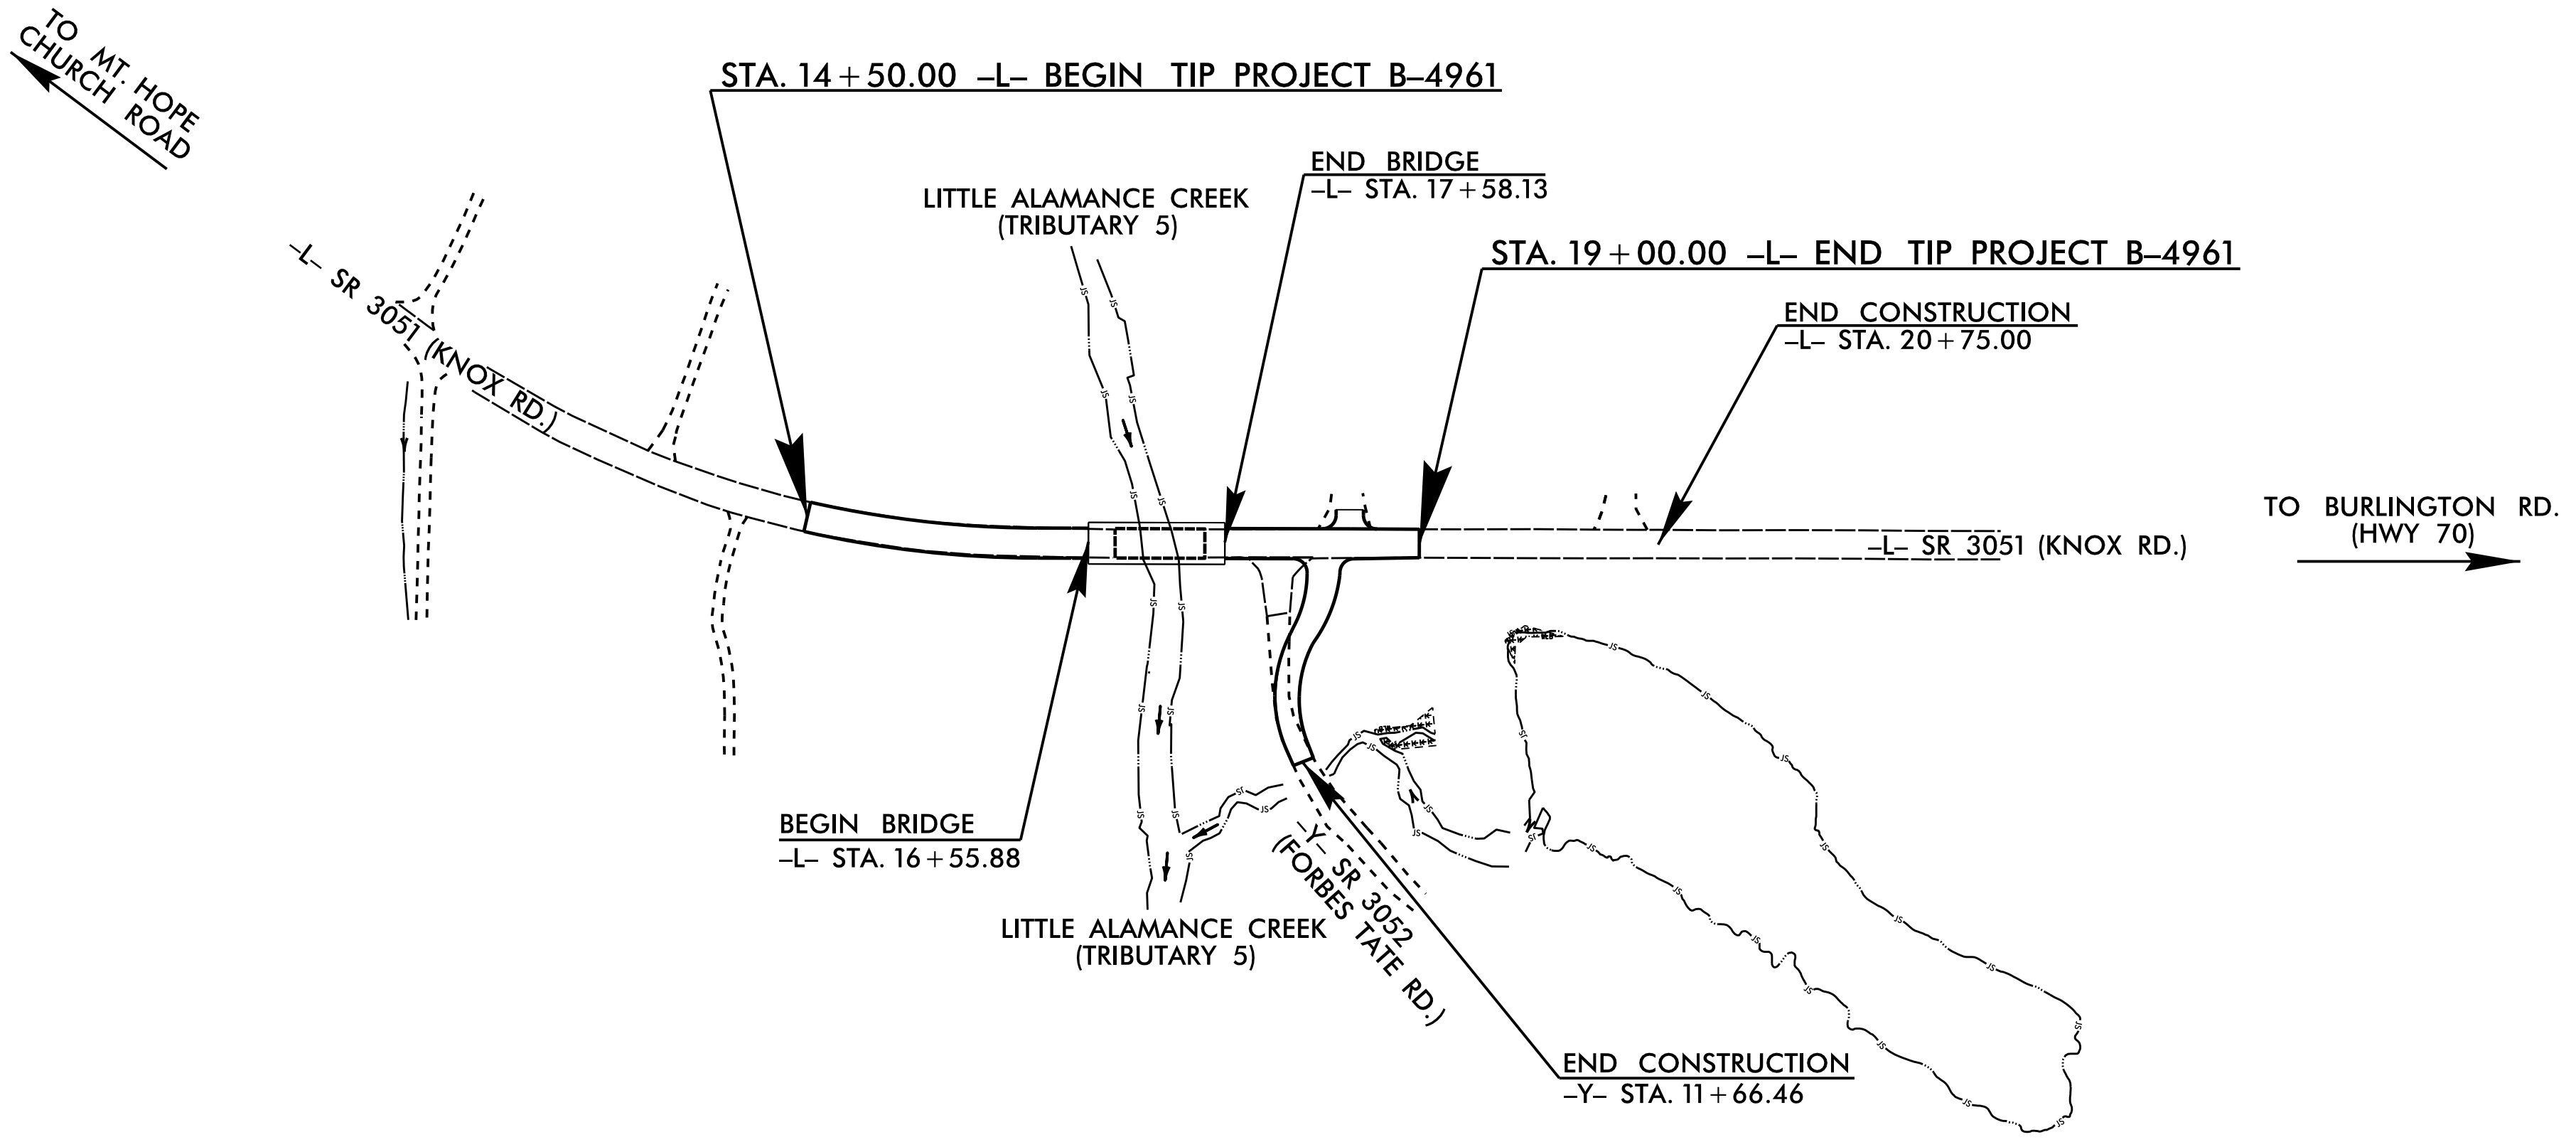 TO MT. HOPE
CHURCH ROAD
STA. 14+50.00 –L– BEGIN TIP PROJECT B–4961
END BRIDGE
–L– STA. 17+58.13
LITTLE ALAMANCE CREEK
(TRIBUTARY 5)
STA. 19+00.00 –L– END TIP PROJECT B–4961
–L– SR 3051 (KNOX RD.)
END CONSTRUCTION
–L– STA. 20+75.00
TO BURLINGTON RD.
(HWY 70)
–L– SR 3051 (KNOX RD.)
BEGIN BRIDGE
–L– STA. 16+55.88
–Y– SR 3052
(FORBES TATE RD.)
LITTLE ALAMANCE CREEK
(TRIBUTARY 5)
END CONSTRUCTION
–Y– STA. 11+66.46